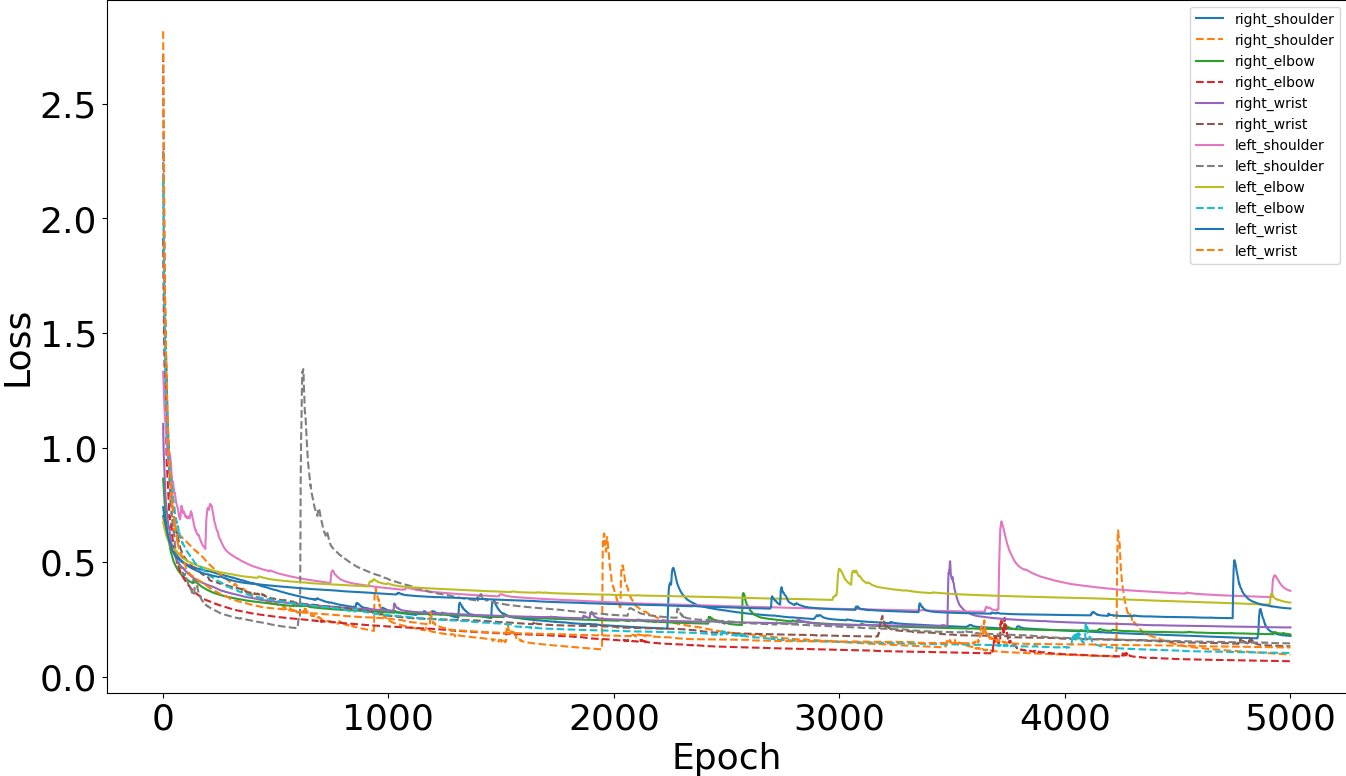 right_shoulder
right_shoulder
right_elbow
right_elbow
right_wrist
right_wrist
left_shoulder
left_shoulder
left_elbow
left_elbow
left_wrist
left_wrist
2.5
2.0
1.5
1.0
0.5
0.0
Loss
0 1000 2000 3000 4000 5000
Epoch